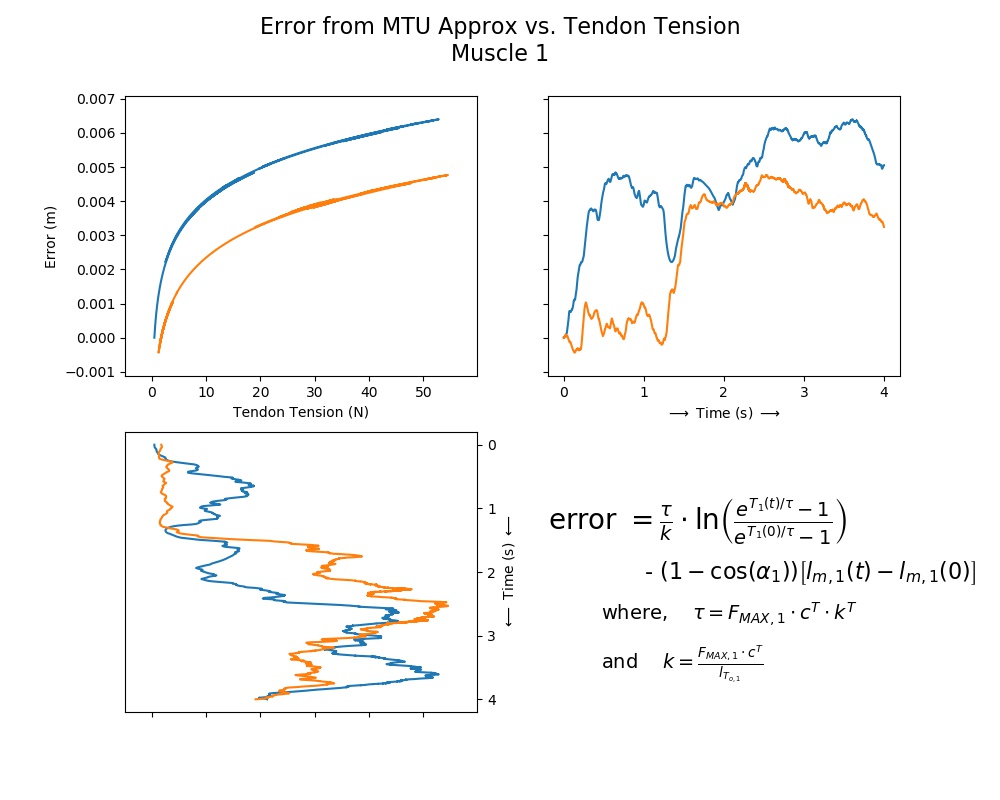 Error from MTU Approx vs. Tendon Tension
Muscle 1
0.007
0.006
0.005
0.004
0.003
0.002
0.001
0.000
−0.001
Error (m)
0 10 20 30 40 50
Tendon Tension (N)
0 1 2 3 4
⟶ Time (s) ⟶
0
1
2
3
4
⟵ Time (s) ⟵
error = τ/k · ln((e^{T₁(t)/τ} − 1)/(e^{T₁(0)/τ} − 1))
- (1 − cos(α₁))[l_{m,1}(t) − l_{m,1}(0)]
where, τ = F_{MAX,1} · c^T · k^T
and k = F_{MAX,1} · c^T / l_{T_{o,1}}